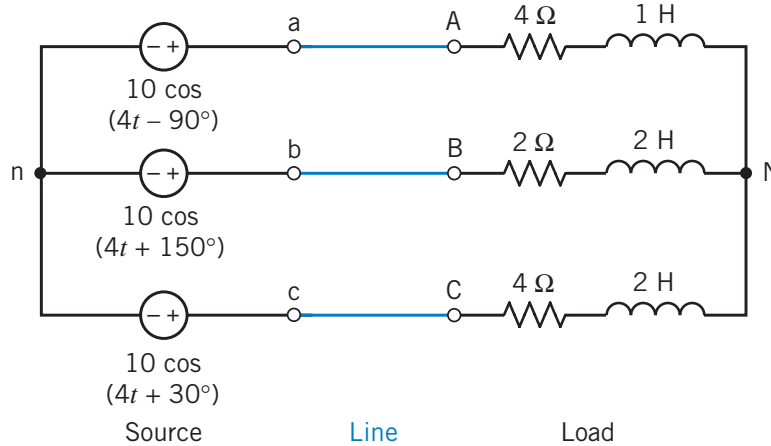 a
A
4 Ω
1 H
10 cos
(4t – 90°)
n
b
B
2 Ω
2 H
N
10 cos
(4t + 150°)
c
C
4 Ω
2 H
10 cos
(4t + 30°)
Source
Line
Load